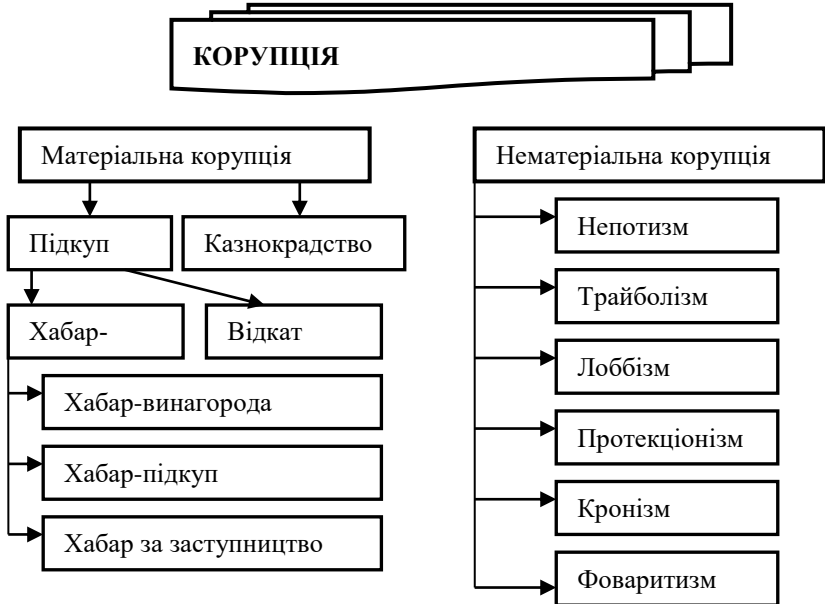 КОРУПЦІЯ
Матеріальна корупція
Підкуп
Казнокрадство
Хабар-
Відкат
Хабар-винагорода
Хабар-підкуп
Хабар за заступництво
Нематеріальна корупція
Непотизм
Трайболізм
Лоббізм
Протекціонізм
Кронізм
Фоваритизм